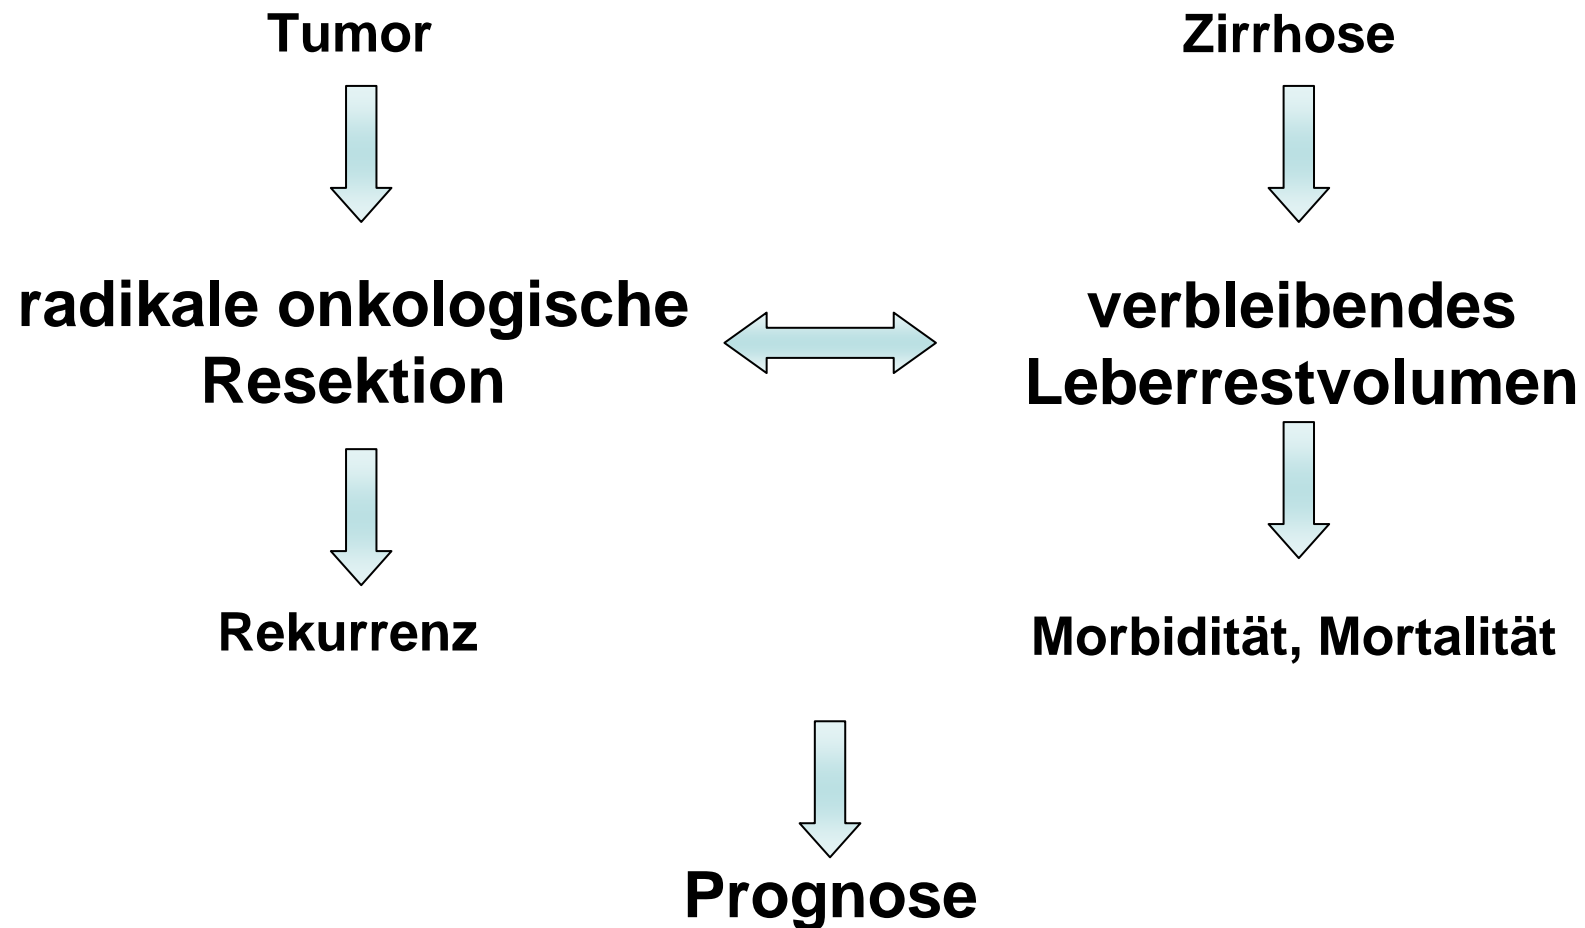 Tumor
Zirrhose
radikale onkologische
Resektion
verbleibendes
Leberrestvolumen
Rekurrenz
Morbidität, Mortalität
Prognose